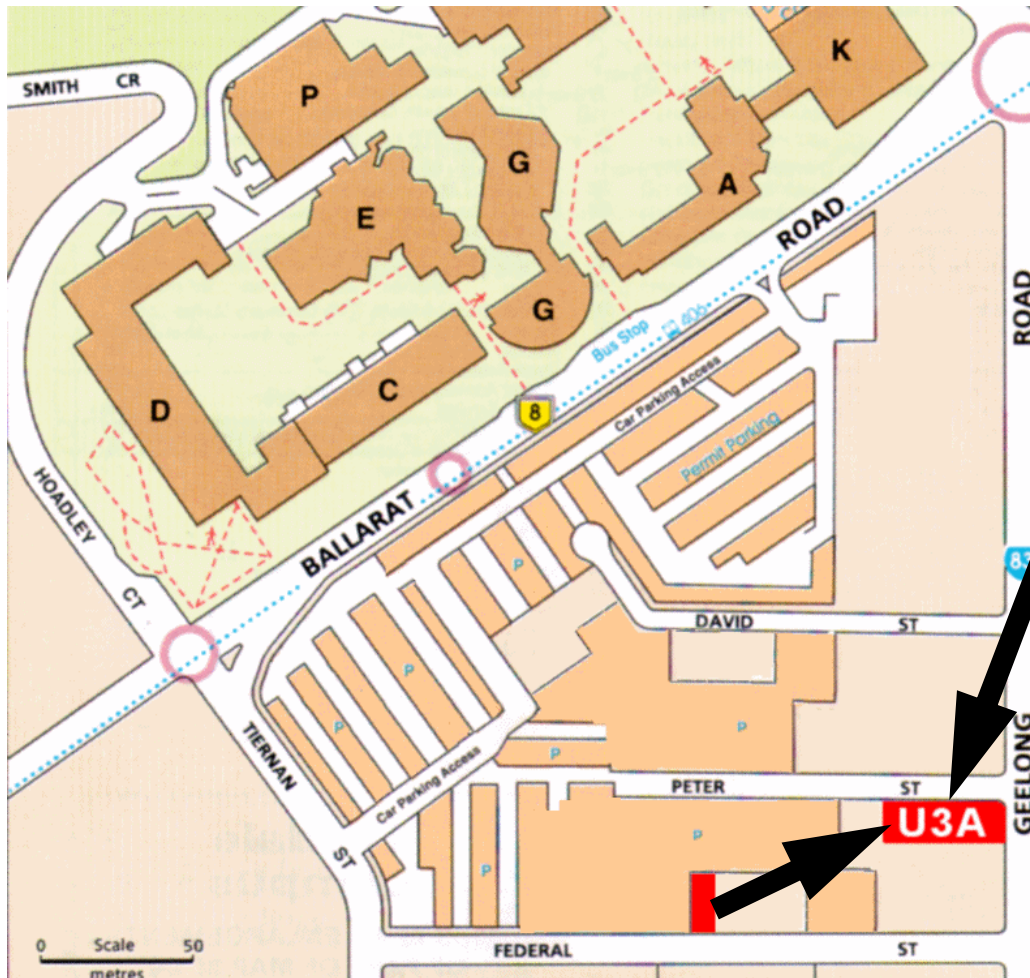 K
SMITH CR
P
G
A
E
ROAD
G
ROAD
Bus Stop 406
C
Car Parking Access
8
D
Permit Parking
HOADLEY CT
BALLARAT
P
83
DAVID ST
P
TIERNAN ST
P
P
P
GEELONG
Car Parking Access
PETER ST
U3A
P
P
0 Scale 50
metres
FEDERAL ST